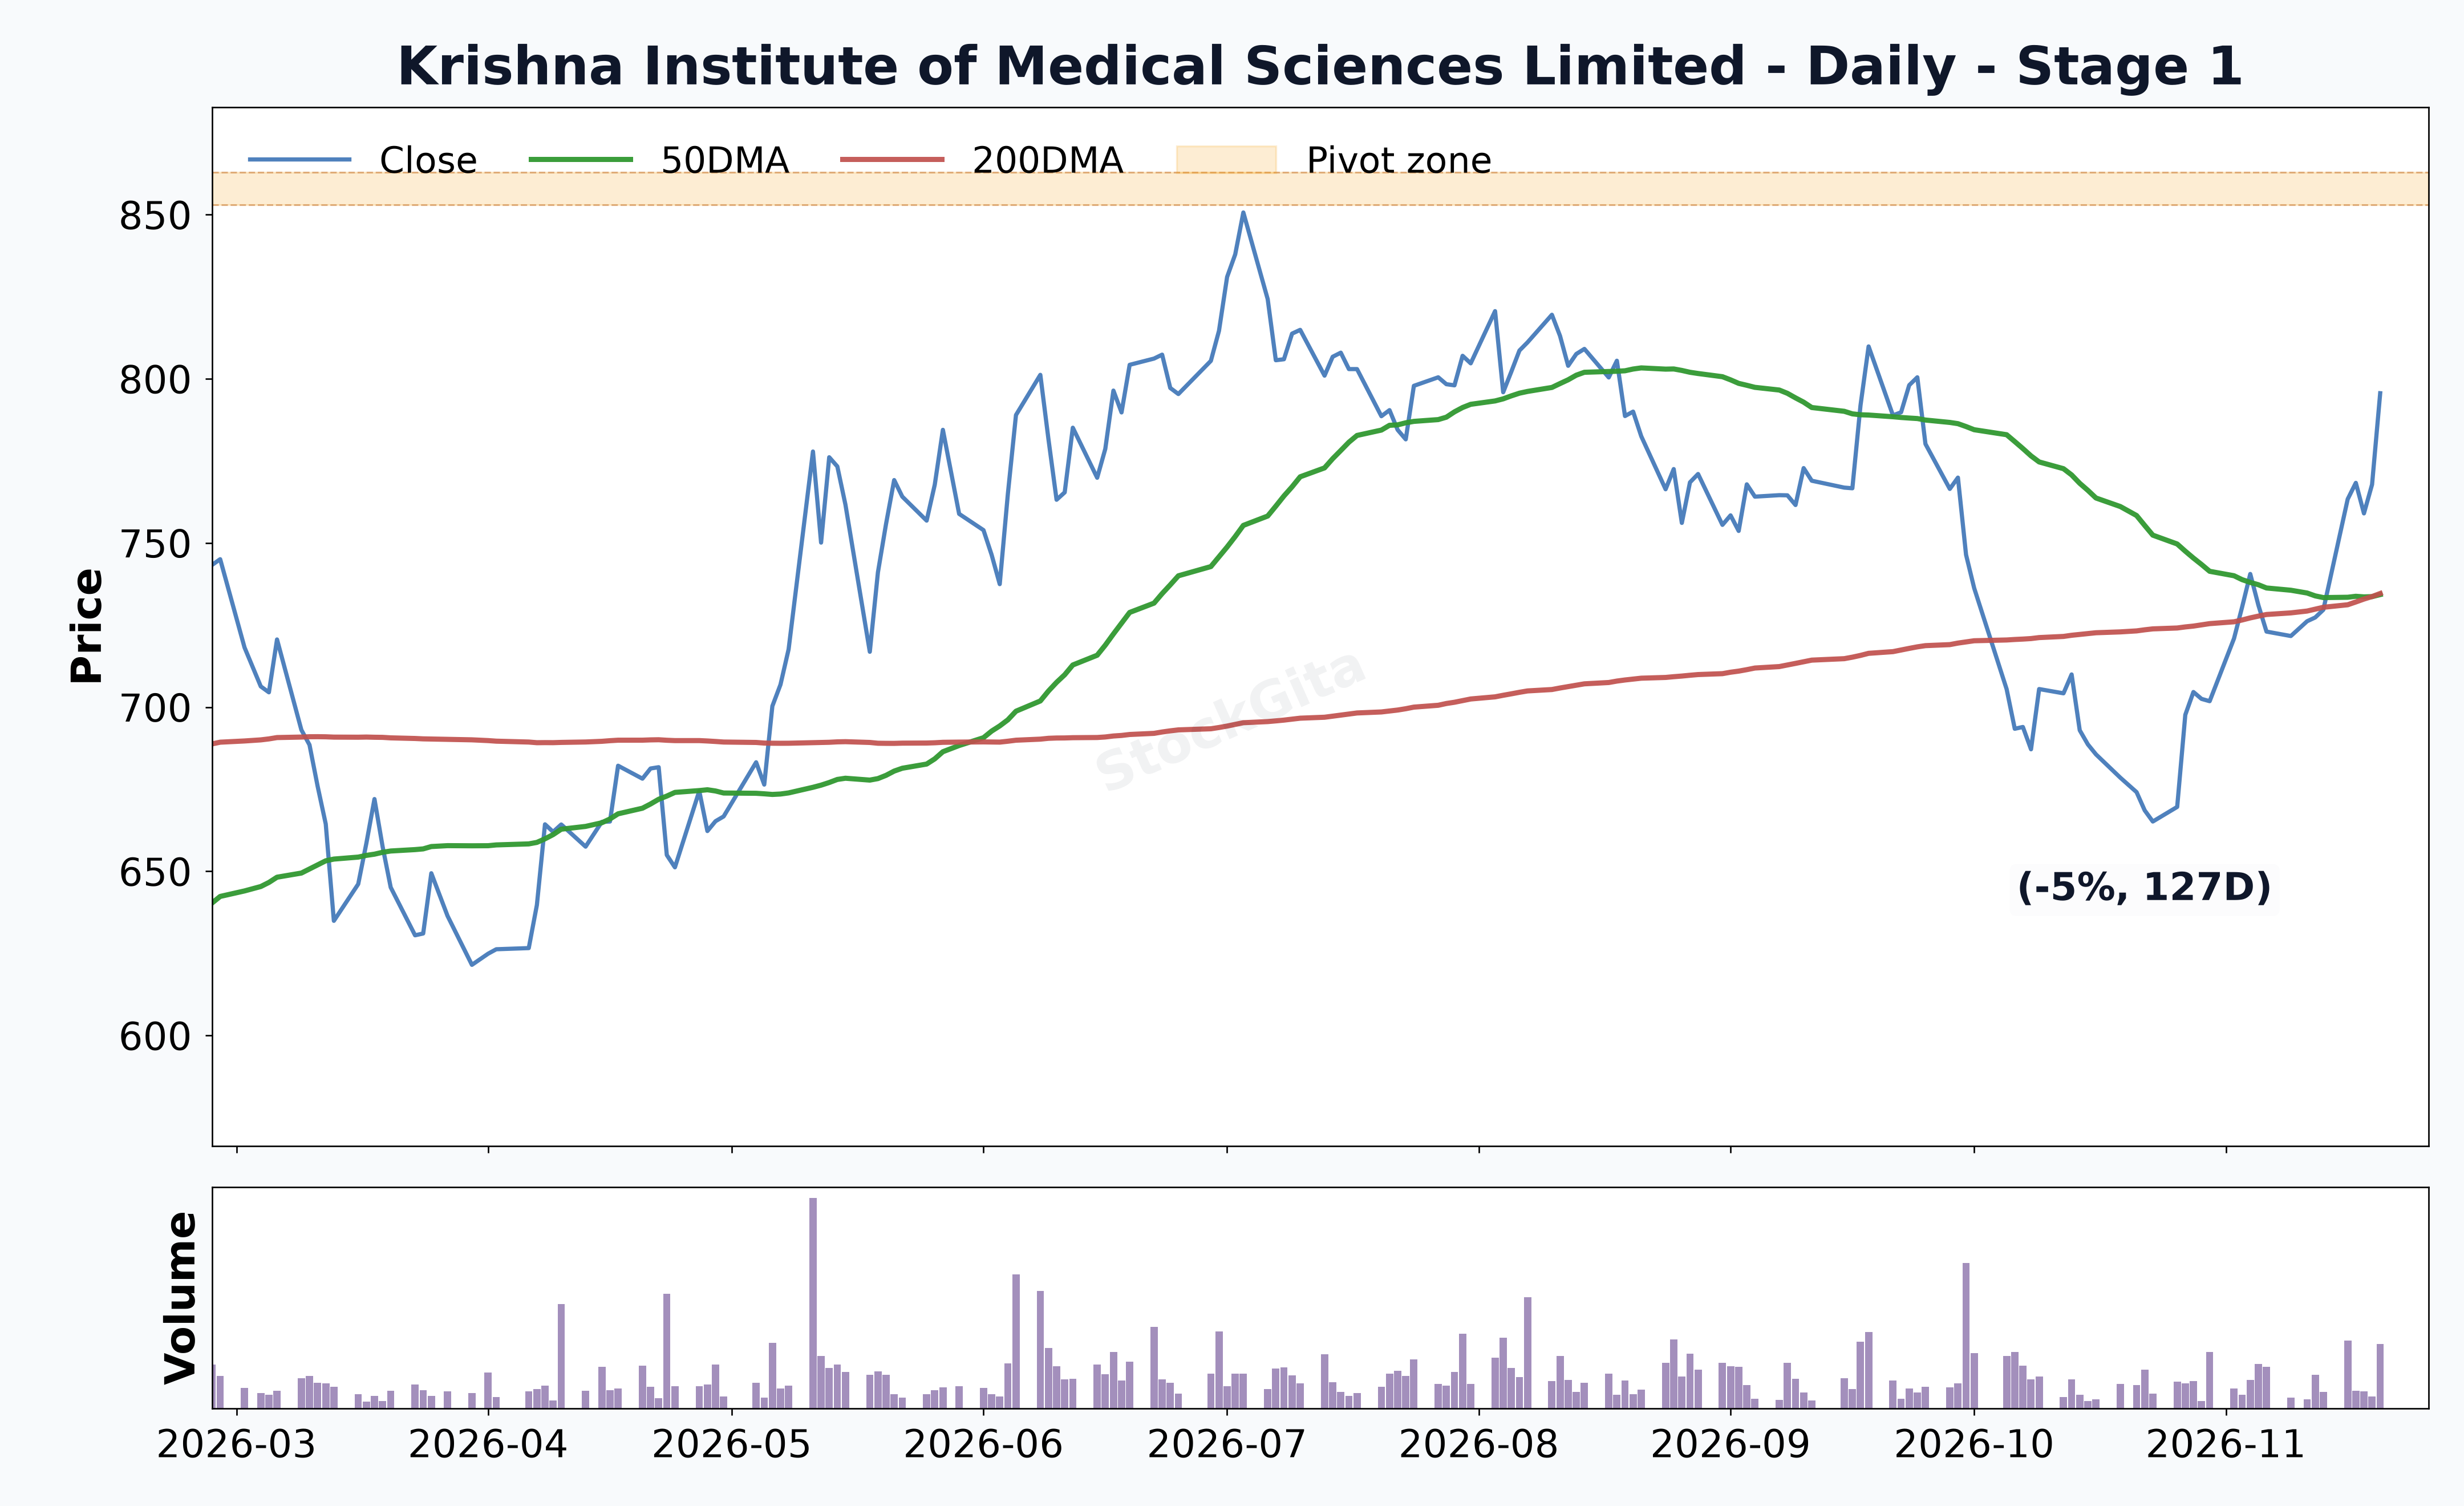 Krishna Institute of Medical Sciences Limited - Daily - Stage 1
Close 50DMA 200DMA Pivot zone
850
800
750
700
650
600
Price
StockGita
(-5%, 127D)
Volume
2026-03 2026-04 2026-05 2026-06 2026-07 2026-08 2026-09 2026-10 2026-11